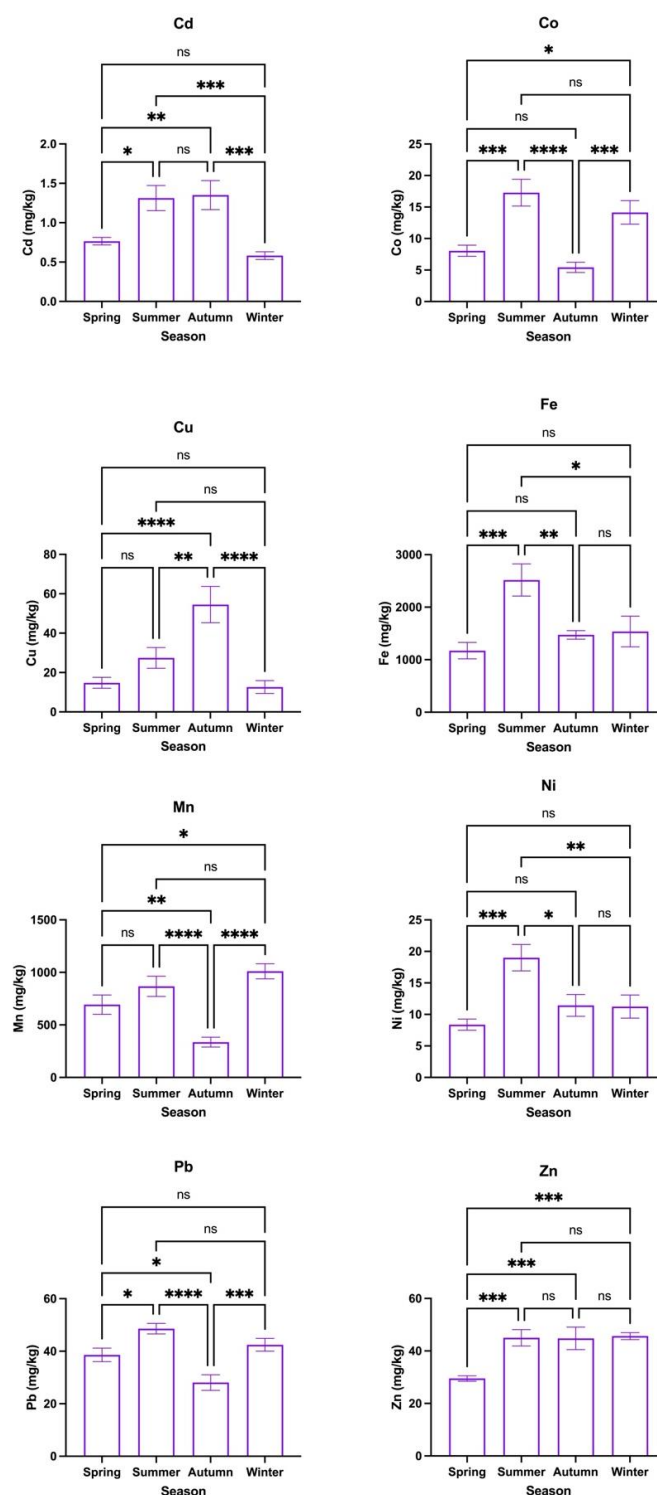 Cd
ns
***
**
*
ns
***
2.0
1.5
1.0
0.5
0.0
Cd (mg/kg)
Spring Summer Autumn Winter
Season
Co
*
ns
ns
***
****
***
25
20
15
10
5
0
Co (mg/kg)
Spring Summer Autumn Winter
Season
Cu
ns
ns
****
ns
**
****
80
60
40
20
0
Cu (mg/kg)
Spring Summer Autumn Winter
Season
Fe
ns
*
ns
***
**
ns
3000
2000
1000
0
Fe (mg/kg)
Spring Summer Autumn Winter
Season
Mn
*
ns
**
ns
****
****
1500
1000
500
0
Mn (mg/kg)
Spring Summer Autumn Winter
Season
Ni
ns
**
ns
***
*
ns
25
20
15
10
5
0
Ni (mg/kg)
Spring Summer Autumn Winter
Season
Pb
ns
ns
*
*
****
***
60
40
20
0
Pb (mg/kg)
Spring Summer Autumn Winter
Season
Zn
***
ns
***
***
ns
ns
60
40
20
0
Zn (mg/kg)
Spring Summer Autumn Winter
Season